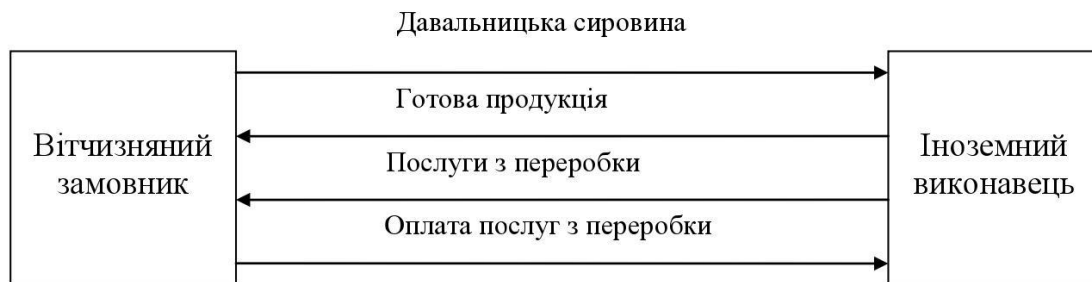 Давальницька сировина
Готова продукція
Вітчизняний
замовник
Послуги з переробки
Іноземний
виконавець
Оплата послуг з переробки